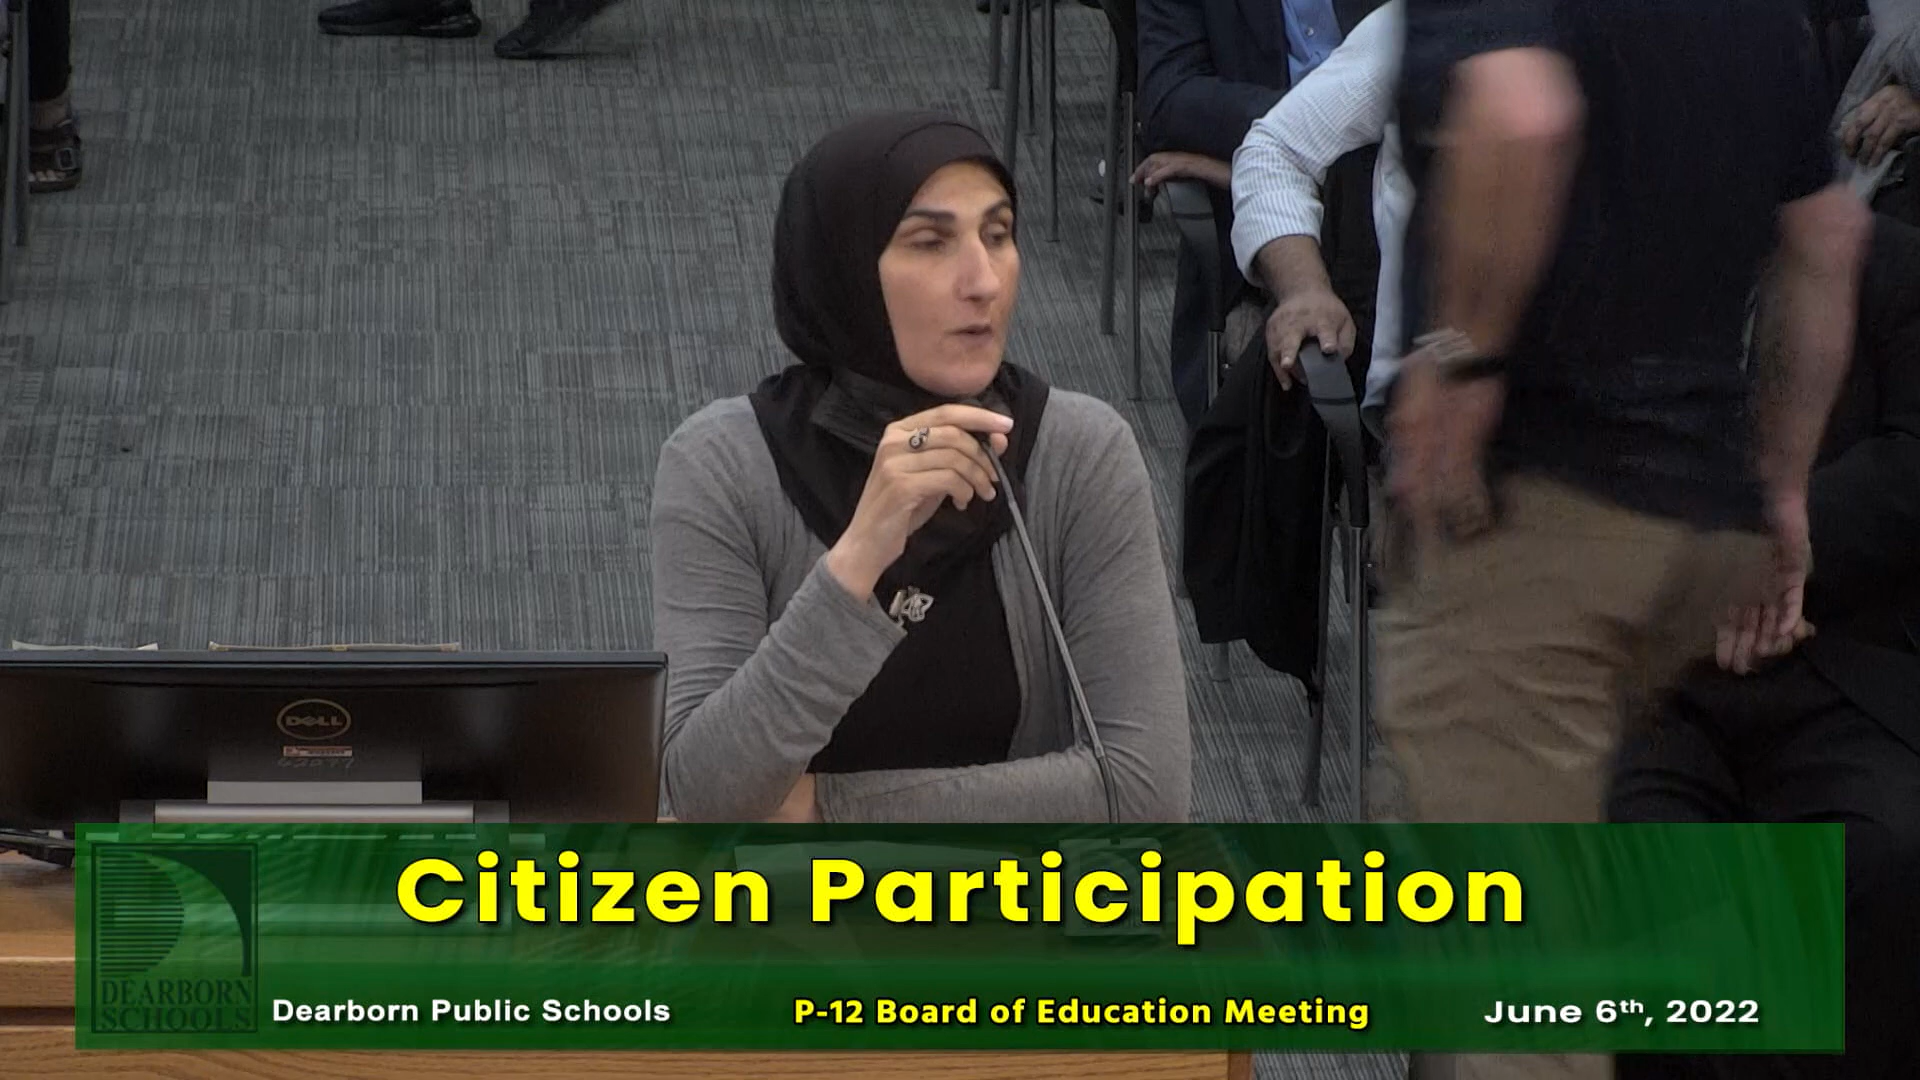 DELL
Citizen Participation
DEARBORN
SCHOOLS
Dearborn Public Schools
P-12 Board of Education Meeting
June 6th, 2022